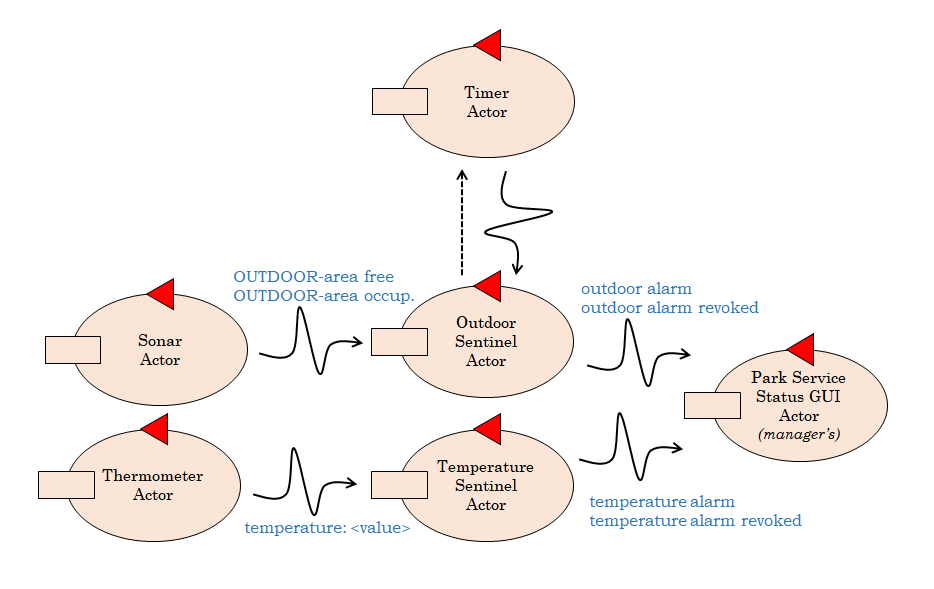 Timer
Actor
OUTDOOR-area free
OUTDOOR-area occup.
outdoor alarm
outdoor alarm revoked
Sonar
Actor
Outdoor
Sentinel
Actor
Park Service
Status GUI
Actor
(manager's)
Thermometer
Actor
Temperature
Sentinel
Actor
temperature: <value>
temperature alarm
temperature alarm revoked